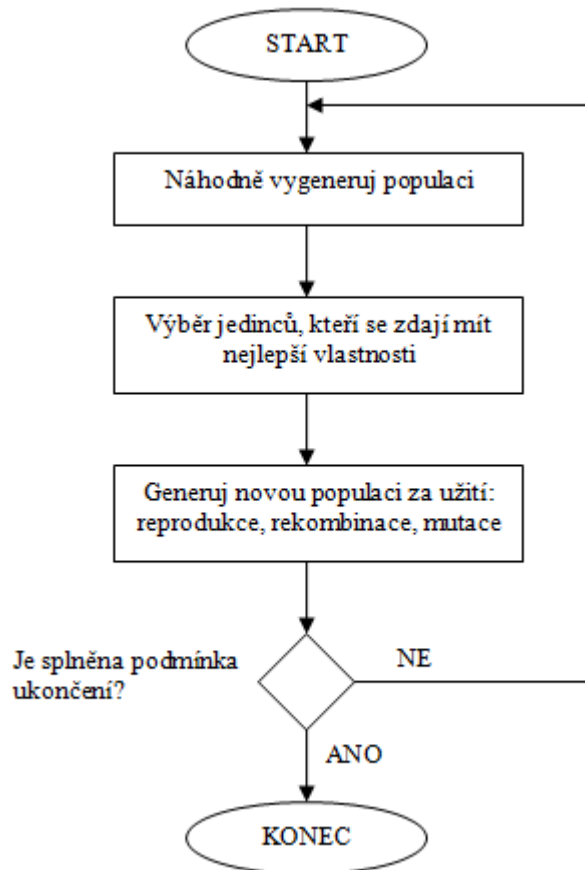 START
Náhodně vygeneruj populaci
Výběr jedinců, kteří se zdají mít
nejlepší vlastnosti
Generuj novou populaci za užití:
reprodukce, rekombinace, mutace
Je splněna podmínka
ukončení?
NE
ANO
KONEC